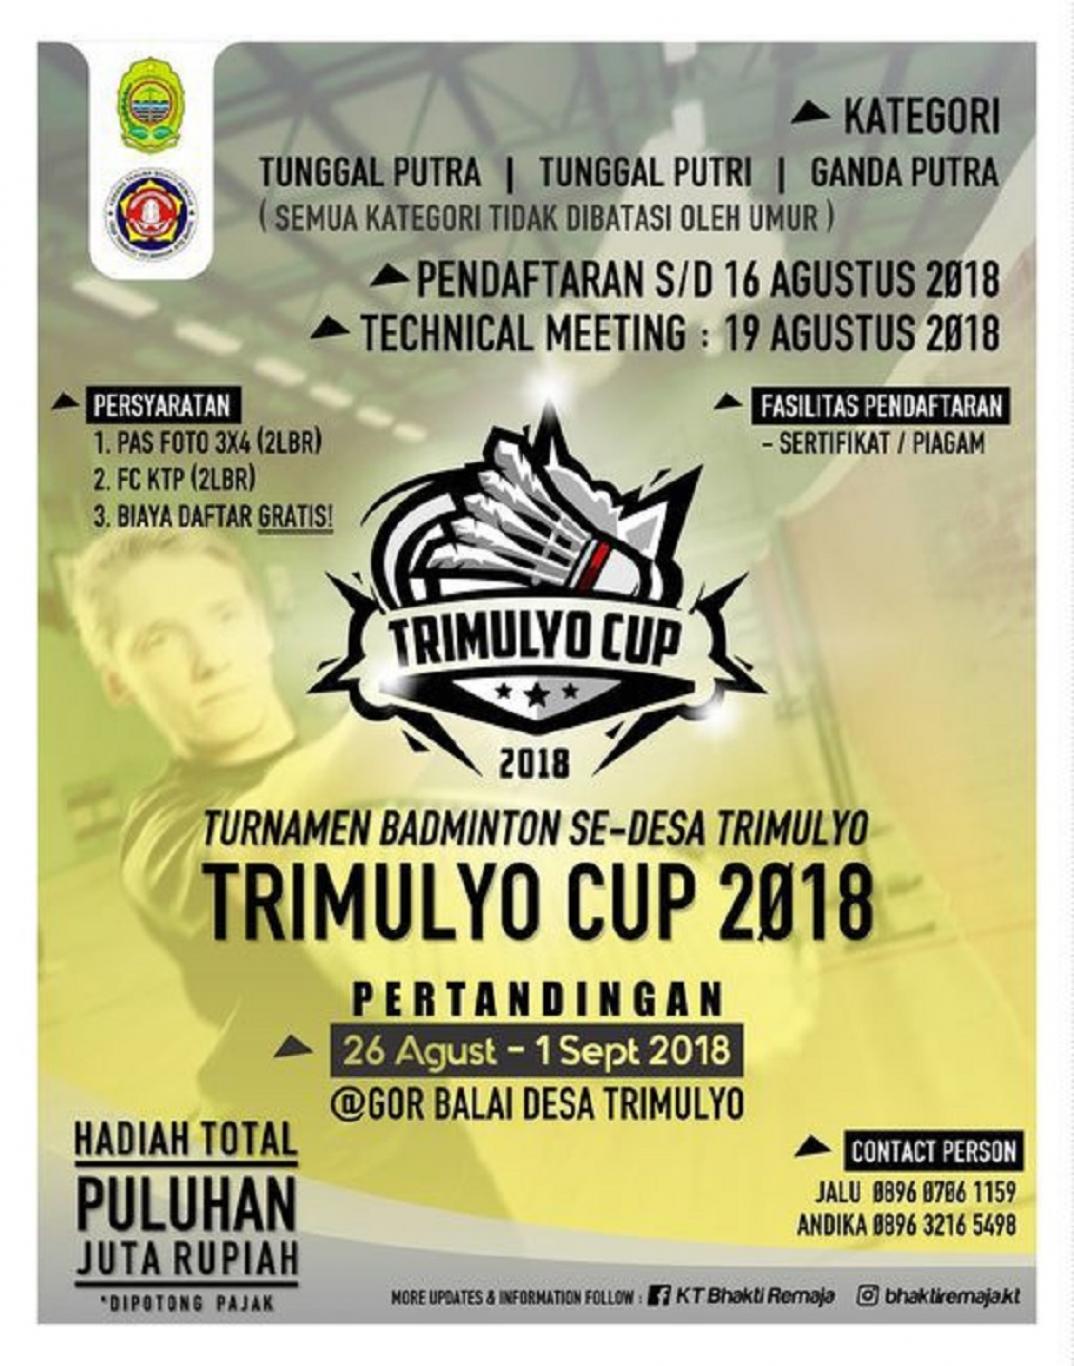 KATEGORI
TUNGGAL PUTRA | TUNGGAL PUTRI | GANDA PUTRA
( SEMUA KATEGORI TIDAK DIBATASI OLEH UMUR )
PENDAFTARAN S/D 16 AGUSTUS 2018
TECHNICAL MEETING : 19 AGUSTUS 2018
PERSYARATAN
1. PAS FOTO 3X4 (2LBR)
2. FC KTP (2LBR)
3. BIAYA DAFTAR GRATIS!
FASILITAS PENDAFTARAN
- SERTIFIKAT / PIAGAM
TRIMULYO CUP
2018
TURNAMEN BADMINTON SE-DESA TRIMULYO
TRIMULYO CUP 2018
PERTANDINGAN
26 Agust - 1 Sept 2018
@GOR BALAI DESA TRIMULYO
HADIAH TOTAL
PULUHAN
JUTA RUPIAH
*DIPOTONG PAJAK
CONTACT PERSON
JALU 0896 0706 1159
ANDIKA 0896 3216 5498
MORE UPDATES & INFORMATION FOLLOW : KT Bhakti Remaja bhaktiremaja.kt